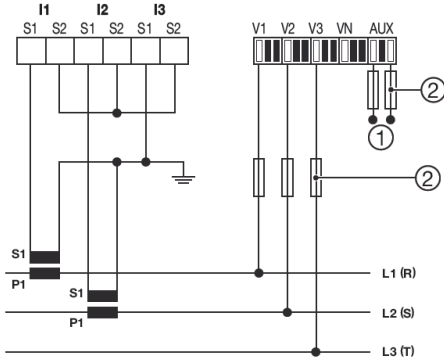 I1 I2 I3
S1 S2 S1 S2 S1 S2
V1 V2 V3 VN AUX
2
1
2
S1
P1
L1 (R)
S1
P1
L2 (S)
L3 (T)